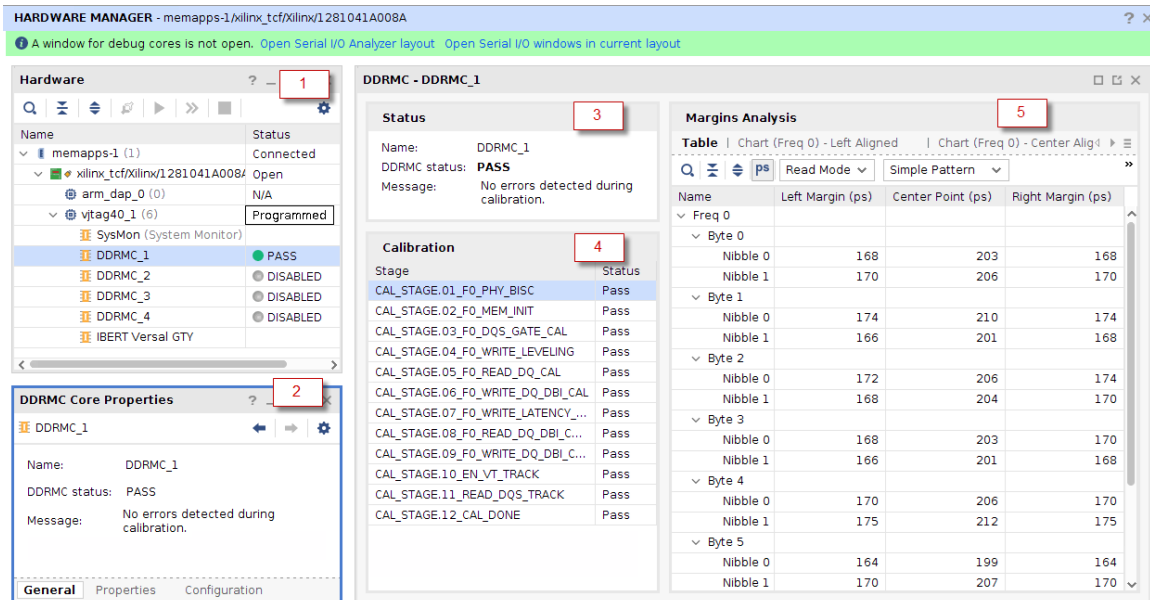 HARDWARE MANAGER - memapps-1/xilinx_tcf/Xilinx/1281041A008A ? ×
A window for debug cores is not open. Open Serial I/O Analyzer layout Open Serial I/O windows in current layout
Hardware ? _
1
Name Status
memapps-1 (1) Connected
xilinx_tcf/Xilinx/1281041A008A Open
arm_dap_0 (0) N/A
vjtag40_1 (6) Programmed
SysMon (System Monitor)
DDRMC_1 PASS
DDRMC_2 DISABLED
DDRMC_3 DISABLED
DDRMC_4 DISABLED
IBERT Versal GTY
DDRMC Core Properties ? _
2
DDRMC_1
Name: DDRMC_1
DDRMC status: PASS
Message: No errors detected during
calibration.
General Properties Configuration
DDRMC - DDRMC_1
Status
3
Name: DDRMC_1
DDRMC status: PASS
Message: No errors detected during
calibration.
Calibration
4
Stage Status
CAL_STAGE.01_F0_PHY_BISC Pass
CAL_STAGE.02_F0_MEM_INIT Pass
CAL_STAGE.03_F0_DQS_GATE_CAL Pass
CAL_STAGE.04_F0_WRITE_LEVELING Pass
CAL_STAGE.05_F0_READ_DQ_CAL Pass
CAL_STAGE.06_F0_WRITE_DQ_DBI_CAL Pass
CAL_STAGE.07_F0_WRITE_LATENCY_... Pass
CAL_STAGE.08_F0_READ_DQ_DBI_C... Pass
CAL_STAGE.09_F0_WRITE_DQ_DBI_C... Pass
CAL_STAGE.10_EN_VT_TRACK Pass
CAL_STAGE.11_READ_DQS_TRACK Pass
CAL_STAGE.12_CAL_DONE Pass
Margins Analysis
5
Table | Chart (Freq 0) - Left Aligned | Chart (Freq 0) - Center Alig
ps Read Mode Simple Pattern »
Name Left Margin (ps) Center Point (ps) Right Margin (ps)
Freq 0
Byte 0
Nibble 0 168 203 168
Nibble 1 170 206 170
Byte 1
Nibble 0 174 210 174
Nibble 1 166 201 168
Byte 2
Nibble 0 172 206 174
Nibble 1 168 204 170
Byte 3
Nibble 0 168 203 170
Nibble 1 166 201 168
Byte 4
Nibble 0 170 206 170
Nibble 1 175 212 175
Byte 5
Nibble 0 164 199 164
Nibble 1 170 207 170